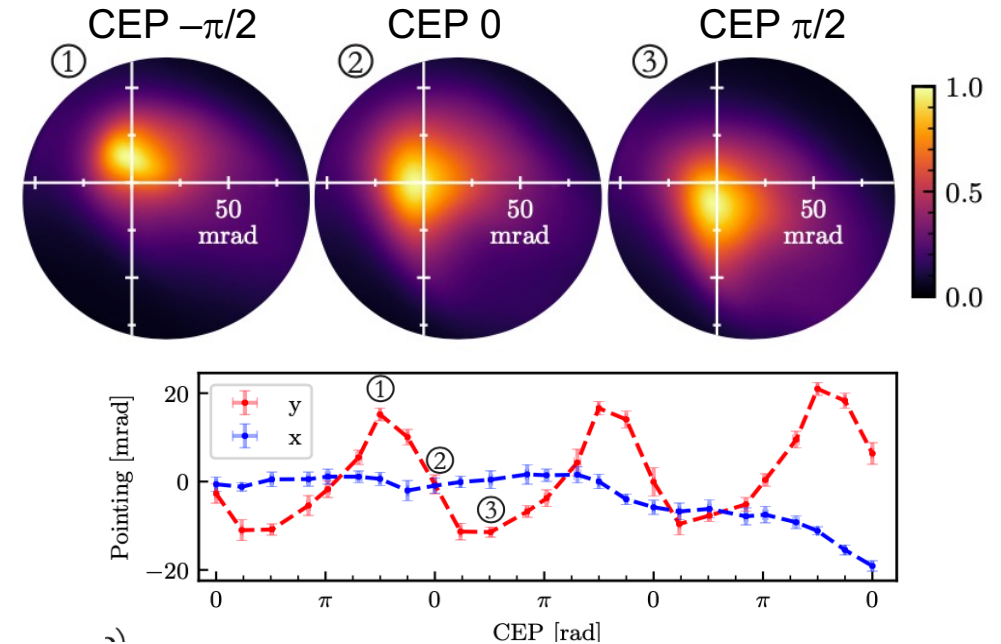 CEP –π/2 CEP 0 CEP π/2
① ② ③
50 50 50
mrad mrad mrad
1.0
0.5
0.0
Pointing [mrad]
20
0
−20
y
x
①
②
③
0 π 0 π 0 π 0
CEP [rad]